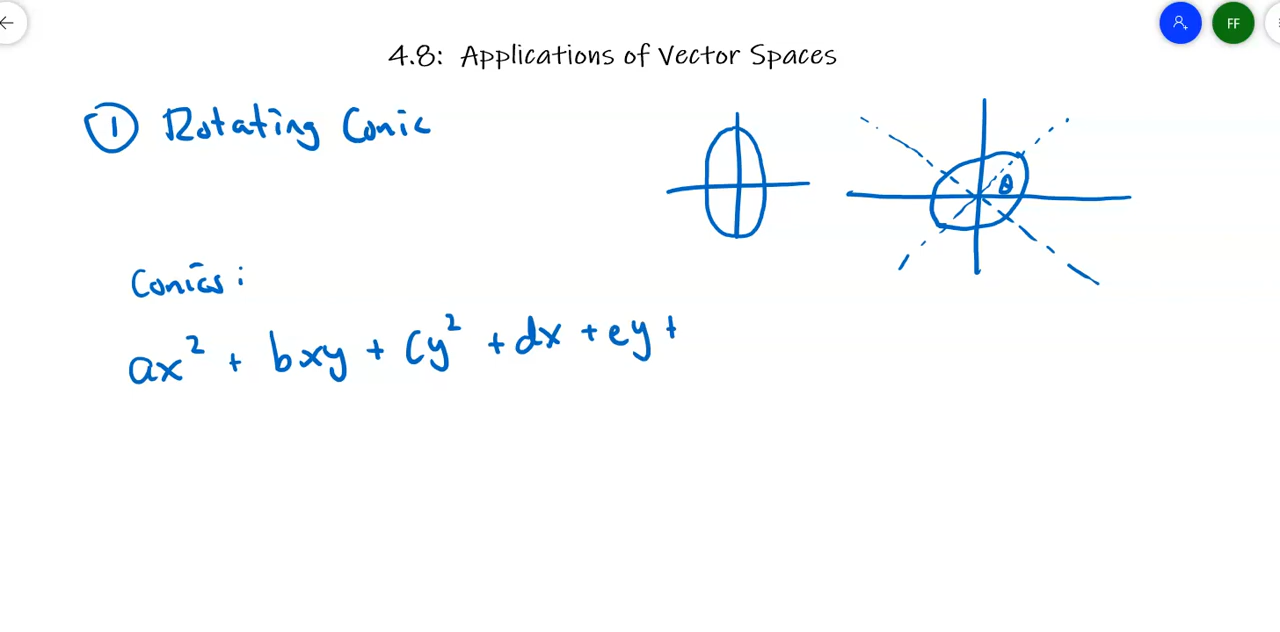 FF
4.8: Applications of Vector Spaces
① Rotating Conic
θ
Conics:
ax² + bxy + cy² + dx + ey +